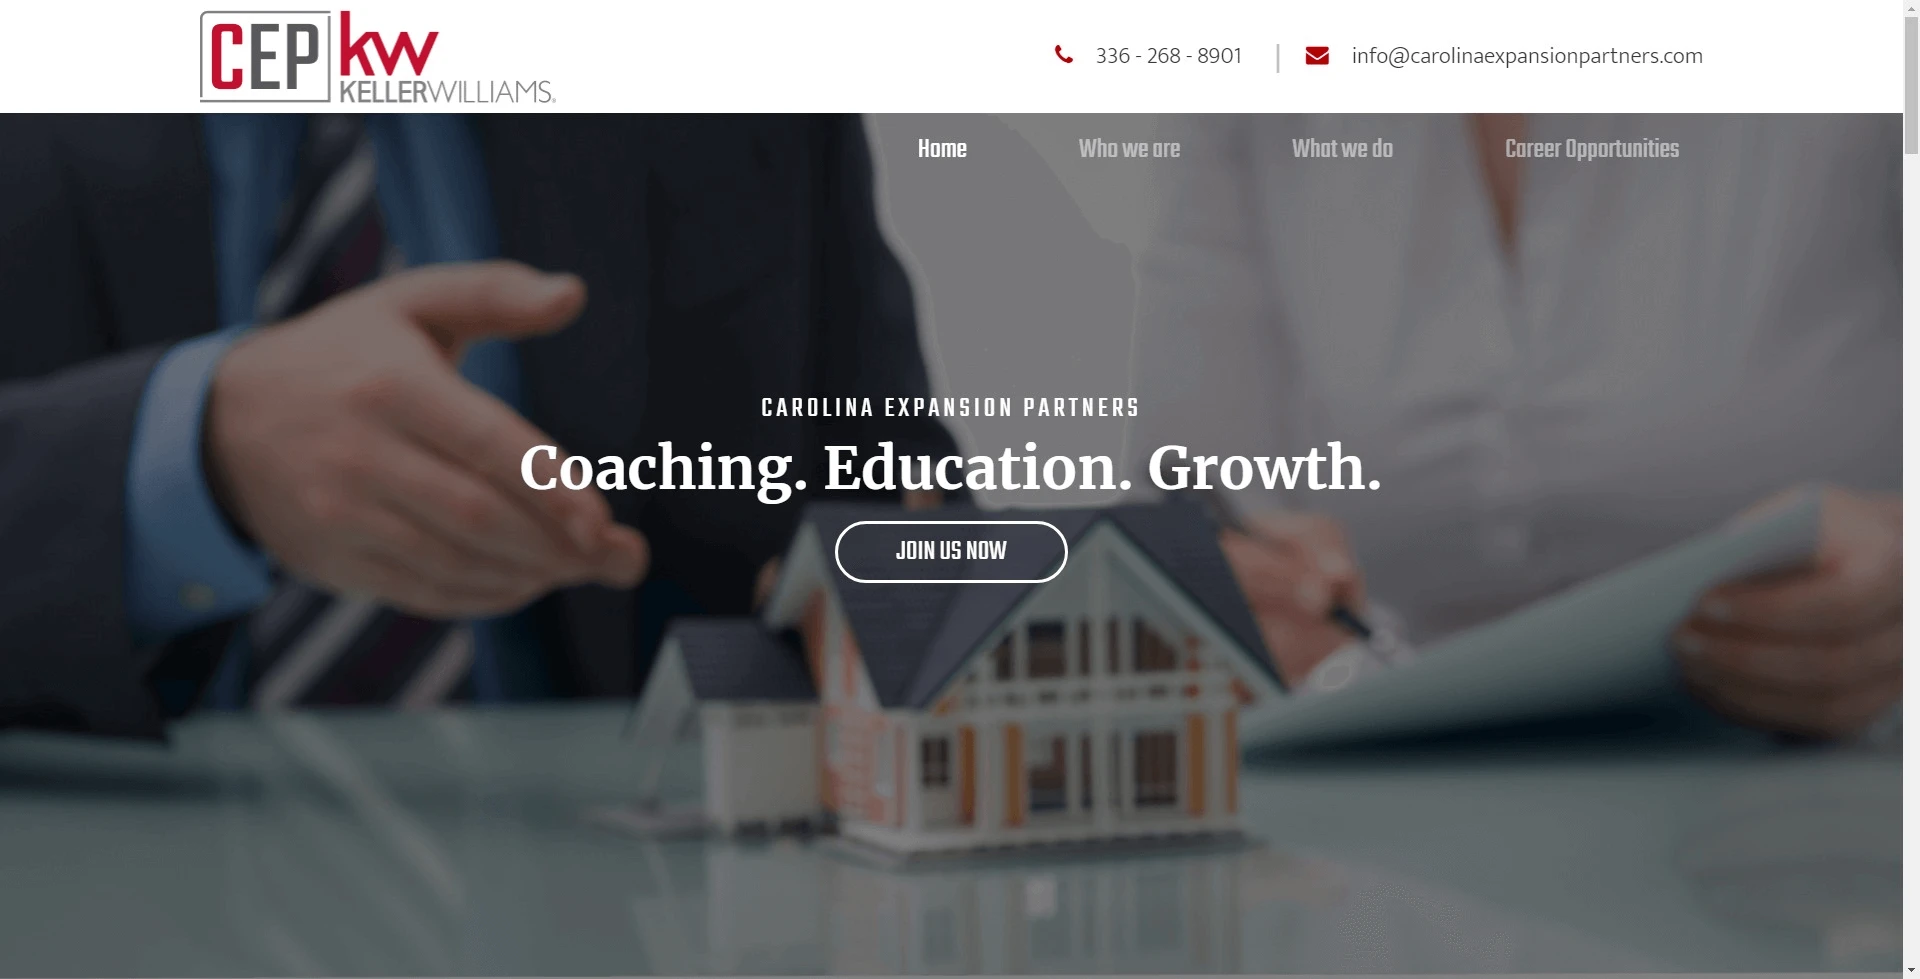 CEP kw
KELLERWILLIAMS.
336 - 268 - 8901 | info@carolinaexpansionpartners.com
Home Who we are What we do Career Opportunities
CAROLINA EXPANSION PARTNERS
Coaching. Education. Growth.
JOIN US NOW